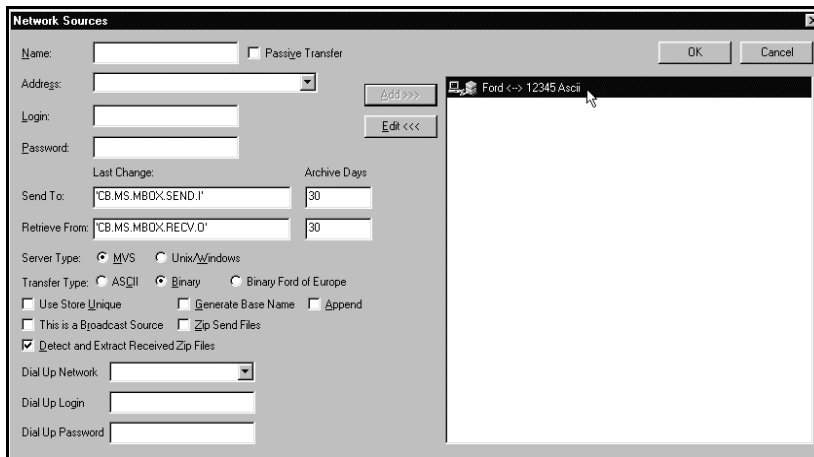 Network Sources
Name:
Passive Transfer
OK
Cancel
Address:
Add >>>
Ford <--> 12345 Ascii
Login:
Edit <<<
Password:
Last Change:
Archive Days
Send To:
'CB.MS.MBOX.SEND.I'
30
Retrieve From:
'CB.MS.MBOX.RECV.O'
30
Server Type:
MVS
Unix/Windows
Transfer Type:
ASCII
Binary
Binary Ford of Europe
Use Store Unique
Generate Base Name
Append
This is a Broadcast Source
Zip Send Files
Detect and Extract Received Zip Files
Dial Up Network
Dial Up Login
Dial Up Password